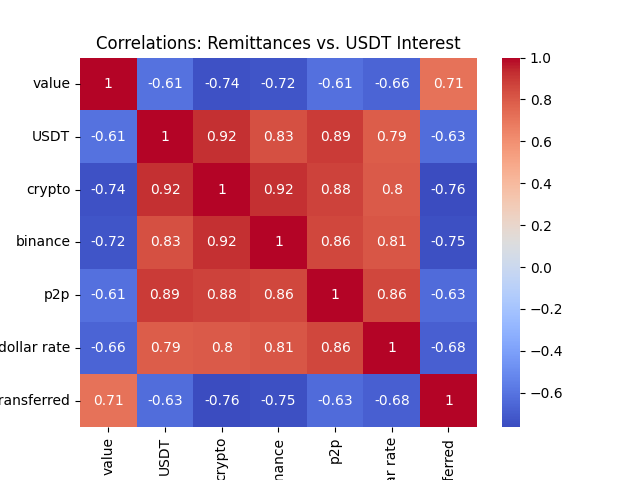 Correlations: Remittances vs. USDT Interest
value 1 -0.61 -0.74 -0.72 -0.61 -0.66 0.71
USDT -0.61 1 0.92 0.83 0.89 0.79 -0.63
crypto -0.74 0.92 1 0.92 0.88 0.8 -0.76
binance -0.72 0.83 0.92 1 0.86 0.81 -0.75
p2p -0.61 0.89 0.88 0.86 1 0.86 -0.63
dollar rate -0.66 0.79 0.8 0.81 0.86 1 -0.68
ransferred 0.71 -0.63 -0.76 -0.75 -0.63 -0.68 1
value
USDT
crypto
nance
p2p
ar rate
ferred
1.0
0.8
0.6
0.4
0.2
0.0
−0.2
−0.4
−0.6